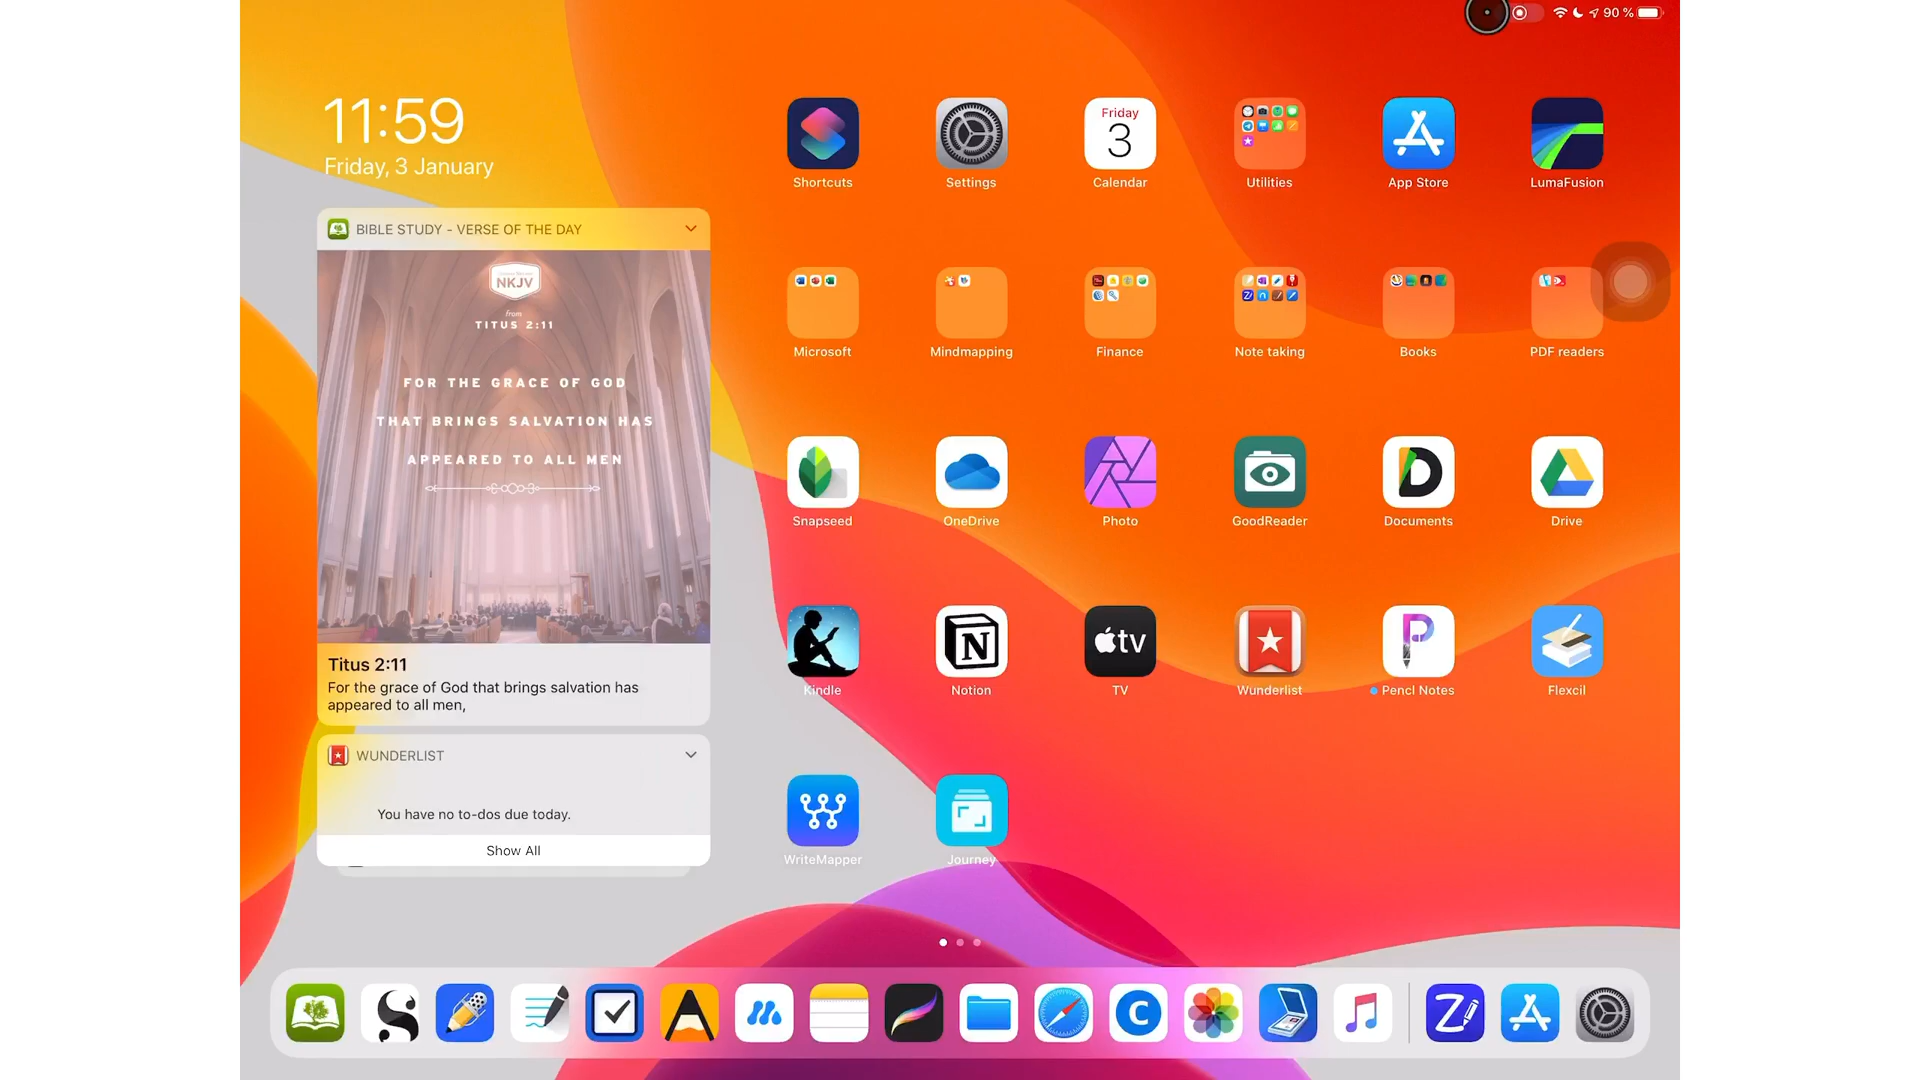 90 %
11:59
Friday, 3 January
BIBLE STUDY - VERSE OF THE DAY
NKJV
from
TITUS 2:11
FOR THE GRACE OF GOD
THAT BRINGS SALVATION HAS
APPEARED TO ALL MEN
Titus 2:11
For the grace of God that brings salvation has
appeared to all men,
WUNDERLIST
You have no to-dos due today.
Show All
Friday
3
Shortcuts
Settings
Calendar
Utilities
App Store
LumaFusion
Microsoft
Mindmapping
Finance
Note taking
Books
PDF readers
Snapseed
OneDrive
Photo
GoodReader
Documents
Drive
tv
Kindle
Notion
TV
Wunderlist
Pencl Notes
Flexcil
WriteMapper
Journey